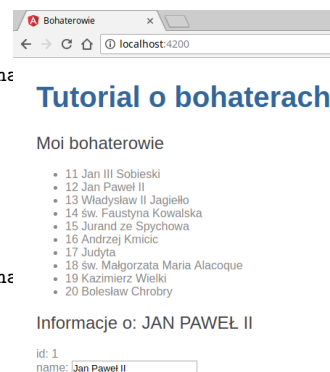 Bohaterowie
localhost:4200
na
Tutorial o bohaterach
Moi bohaterowie
11 Jan III Sobieski
12 Jan Paweł II
13 Władysław II Jagiełło
14 św. Faustyna Kowalska
15 Jurand ze Spychowa
16 Andrzej Kmicic
17 Judyta
18 św. Małgorzata Maria Alacoque
na
19 Kazimierz Wielki
20 Bolesław Chrobry
Informacje o: JAN PAWEŁ II
id: 1
name: Jan Paweł II